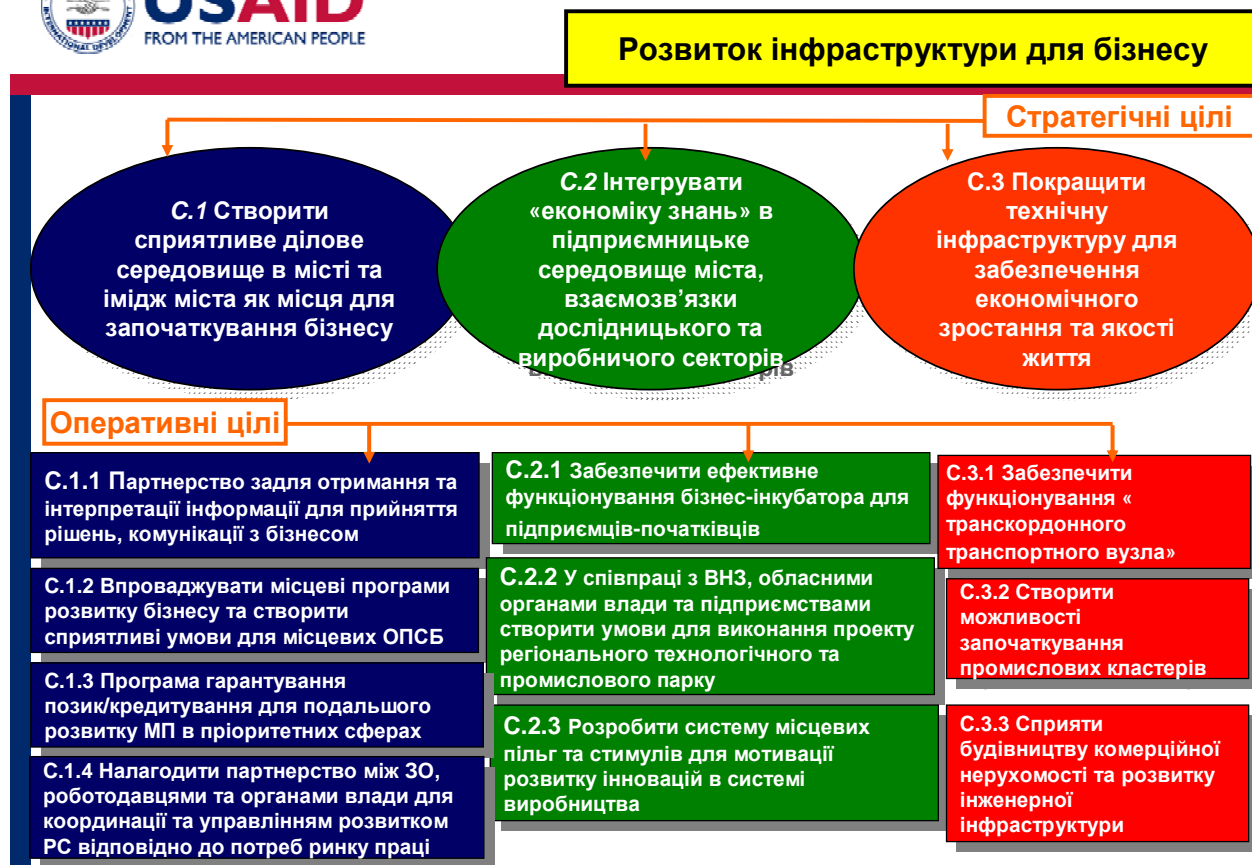 USAID
FROM THE AMERICAN PEOPLE
INTERNATIONAL DEVELOPMENT
Розвиток інфраструктури для бізнесу
Стратегічні цілі
С.1 Створити
сприятливе ділове
середовище в місті та
імідж міста як місця для
започаткування бізнесу
С.2 Інтегрувати
«економіку знань» в
підприємницьке
середовище міста,
взаємозв’язки
дослідницького та
виробничого секторів
С.3 Покращити
технічну
інфраструктуру для
забезпечення
економічного
зростання та якості
життя
Оперативні цілі
С.1.1 Партнерство задля отримання та
інтерпретації інформації для прийняття
рішень, комунікації з бізнесом
С.1.2 Впроваджувати місцеві програми
розвитку бізнесу та створити
сприятливі умови для місцевих ОПСБ
С.1.3 Програма гарантування
позик/кредитування для подальшого
розвитку МП в пріоритетних сферах
С.1.4 Налагодити партнерство між ЗО,
роботодавцями та органами влади для
координації та управлінням розвитком
РС відповідно до потреб ринку праці
С.2.1 Забезпечити ефективне
функціонування бізнес-інкубатора для
підприємців-початківців
С.2.2 У співпраці з ВНЗ, обласними
органами влади та підприємствами
створити умови для виконання проекту
регіонального технологічного та
промислового парку
С.2.3 Розробити систему місцевих
пільг та стимулів для мотивації
розвитку інновацій в системі
виробництва
С.3.1 Забезпечити
функціонування «
транскордонного
транспортного вузла»
С.3.2 Створити
можливості
започаткування
промислових кластерів
С.3.3 Сприяти
будівництву комерційної
нерухомості та розвитку
інженерної
інфраструктури